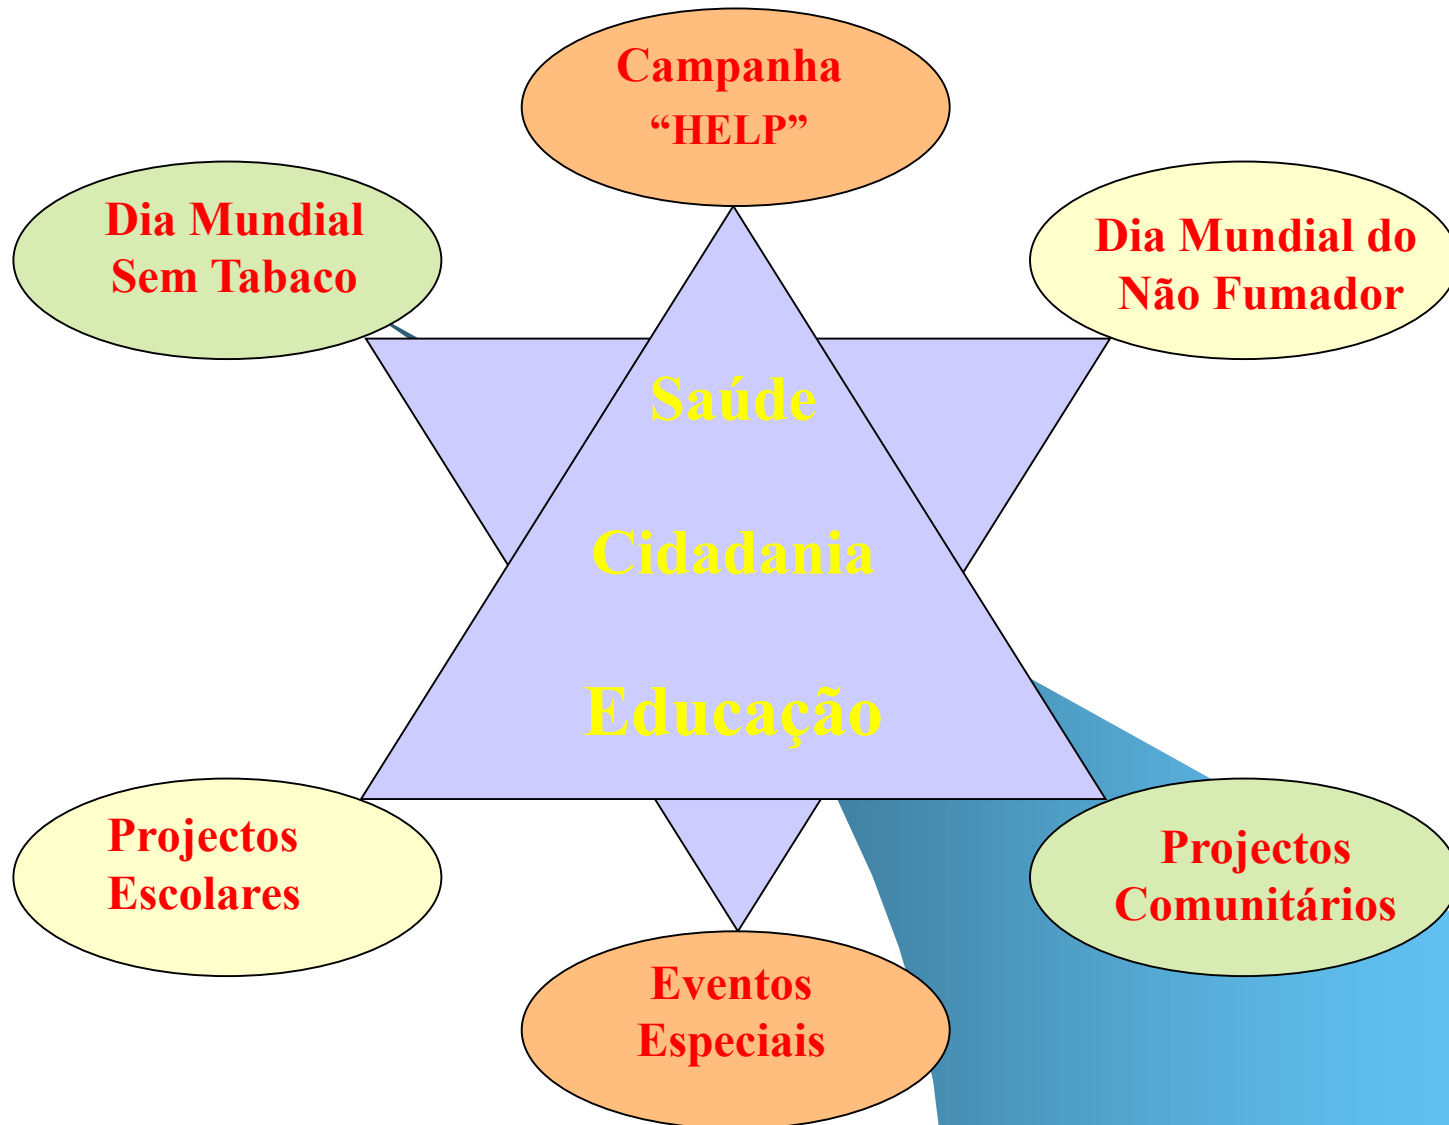 Campanha
“HELP”
Dia Mundial
Sem Tabaco
Dia Mundial do
Não Fumador
Saúde
Cidadania
Educação
Projectos
Escolares
Projectos
Comunitários
Eventos
Especiais